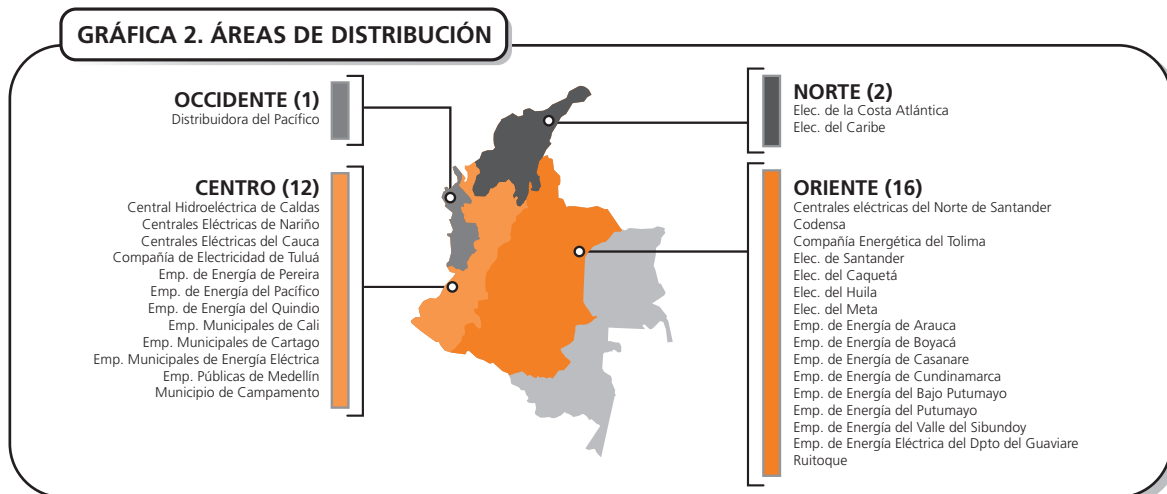 GRÁFICA 2. ÁREAS DE DISTRIBUCIÓN
OCCIDENTE (1)
Distribuidora del Pacífico
CENTRO (12)
Central Hidroeléctrica de Caldas
Centrales Eléctricas de Nariño
Centrales Eléctricas del Cauca
Compañía de Electricidad de Tuluá
Emp. de Energía de Pereira
Emp. de Energía del Pacífico
Emp. de Energía del Quindio
Emp. Municipales de Cali
Emp. Municipales de Cartago
Emp. Municipales de Energía Eléctrica
Emp. Públicas de Medellín
Municipio de Campamento
NORTE (2)
Elec. de la Costa Atlántica
Elec. del Caribe
ORIENTE (16)
Centrales eléctricas del Norte de Santander
Codensa
Compañía Energética del Tolima
Elec. de Santander
Elec. del Caquetá
Elec. del Huila
Elec. del Meta
Emp. de Energía de Arauca
Emp. de Energía de Boyacá
Emp. de Energía de Casanare
Emp. de Energía de Cundinamarca
Emp. de Energía del Bajo Putumayo
Emp. de Energía del Putumayo
Emp. de Energía del Valle del Sibundoy
Emp. de Energía Eléctrica del Dpto del Guaviare
Ruitoque